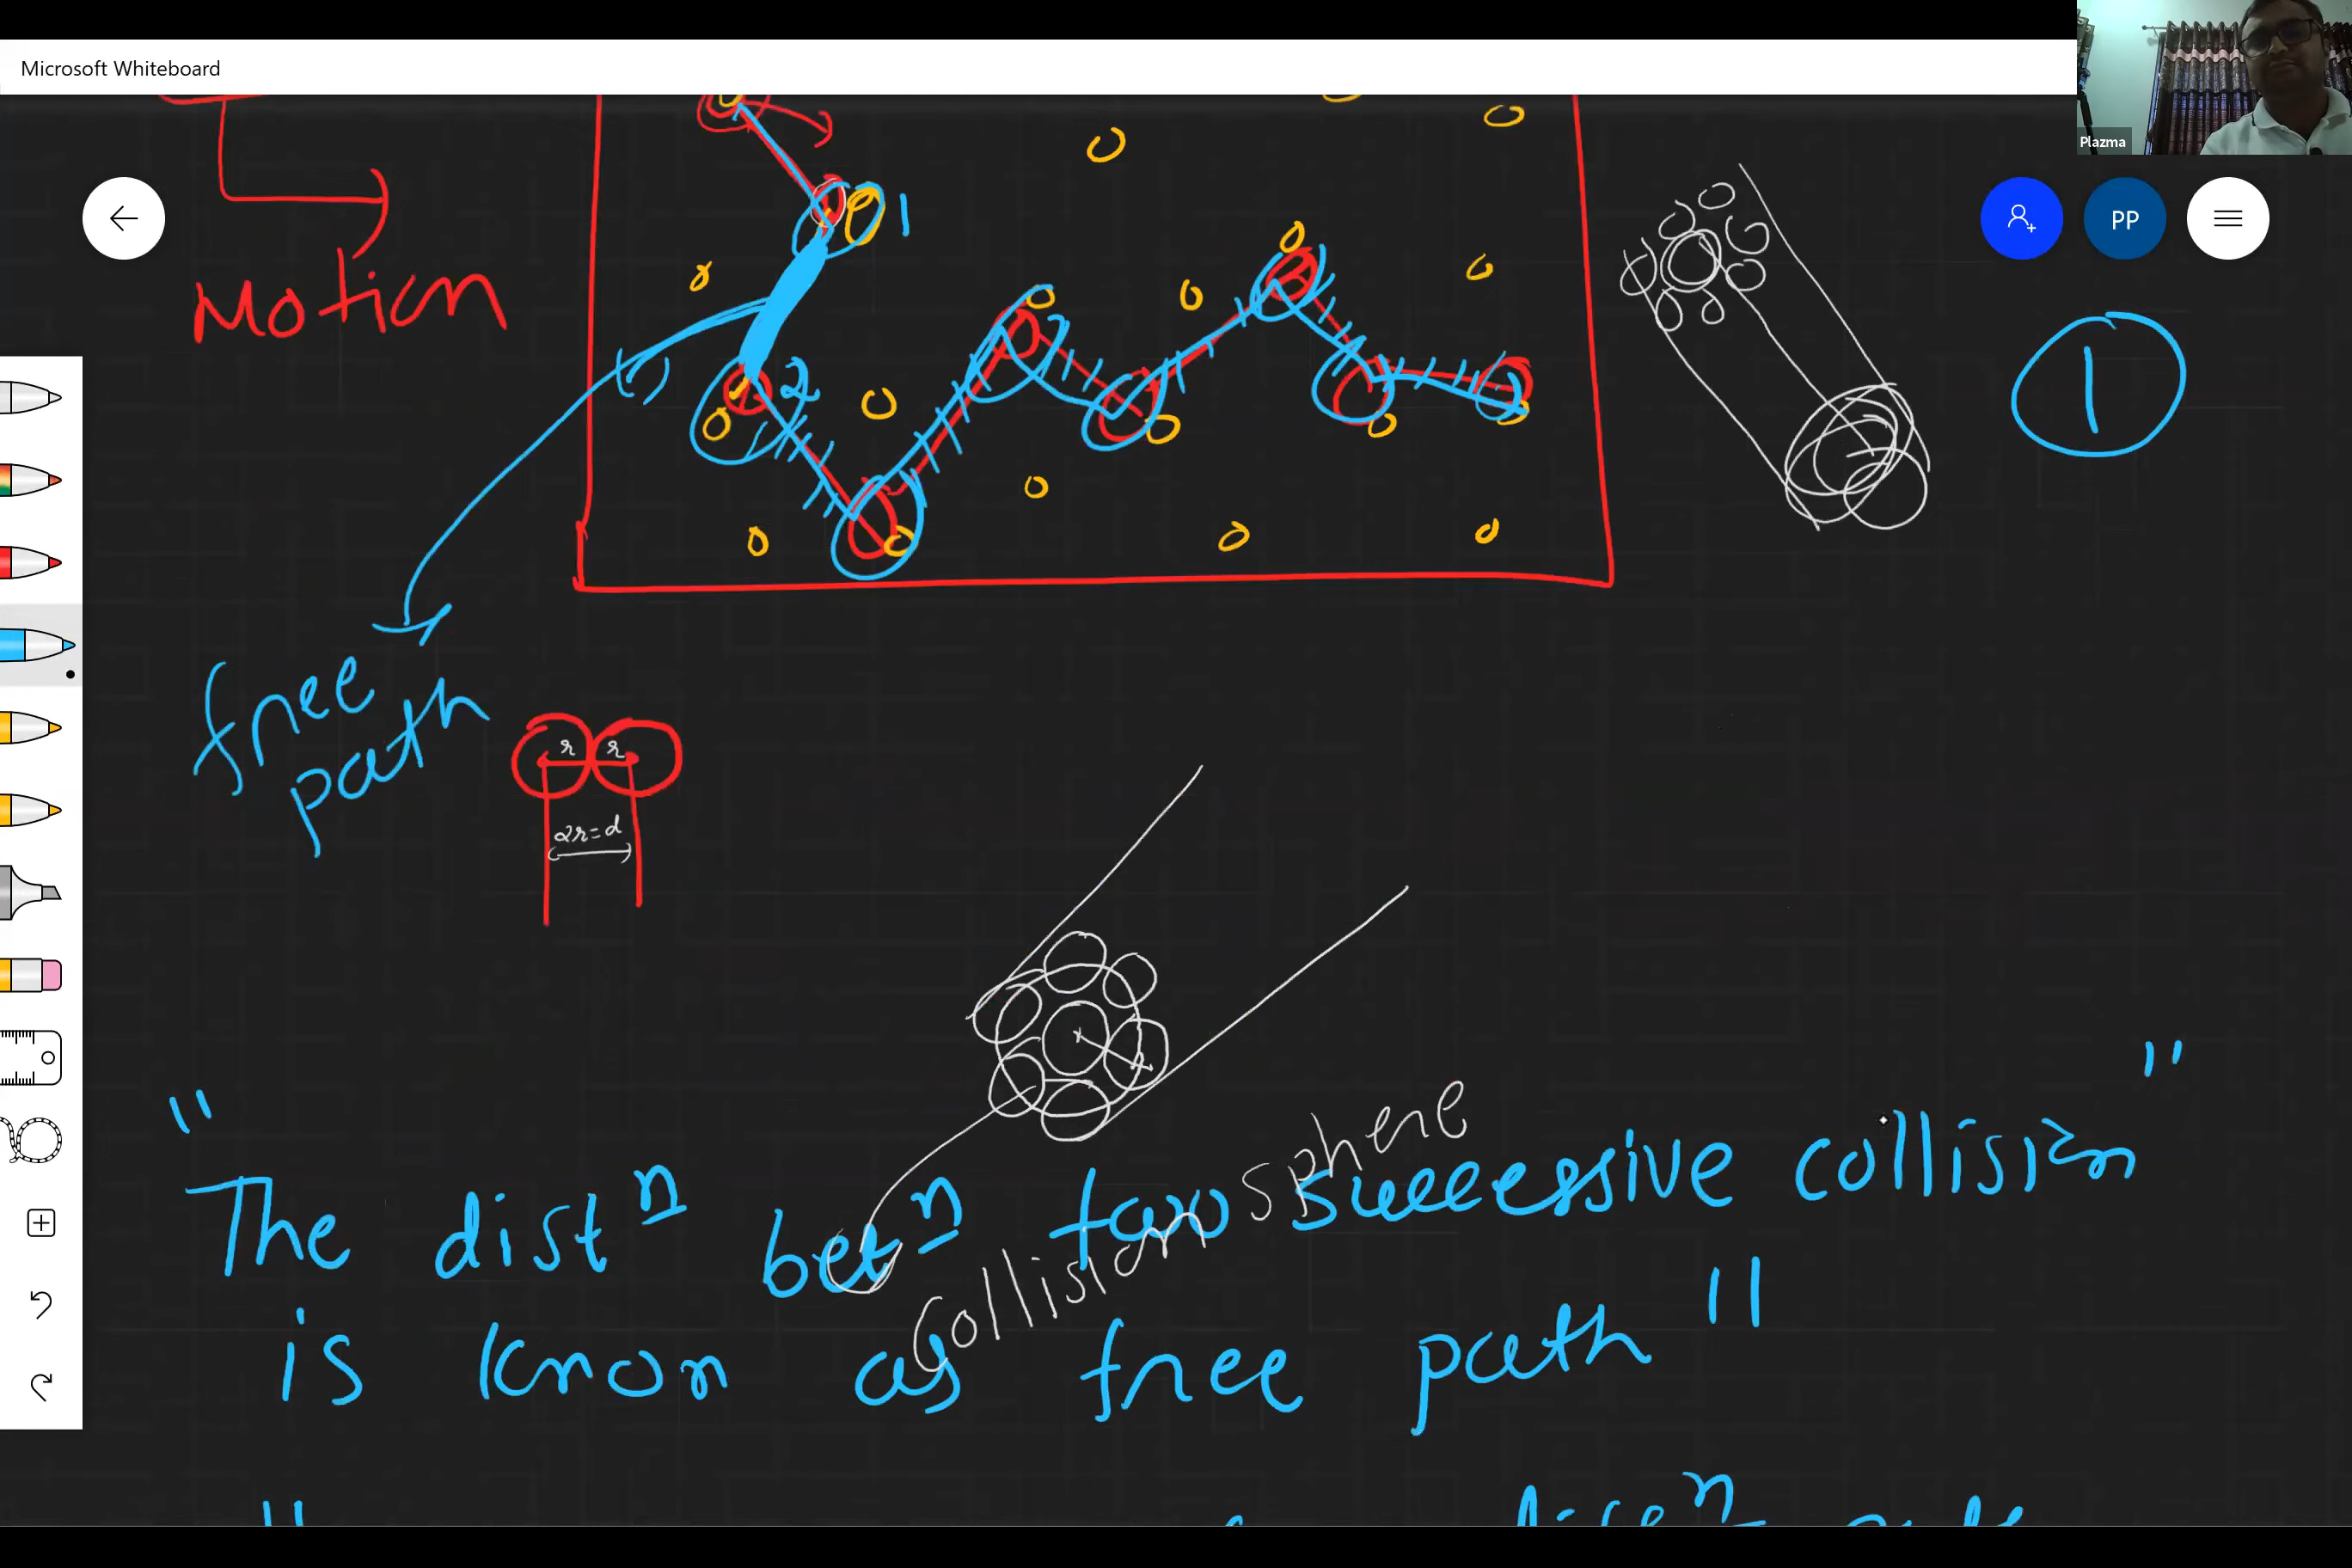 Microsoft Whiteboard
Plazma
PP
Motion
1
2
1
free
path
r r
2r=d
sphere
Collision
"The distⁿ betⁿ two successive collision"
is known as free path"